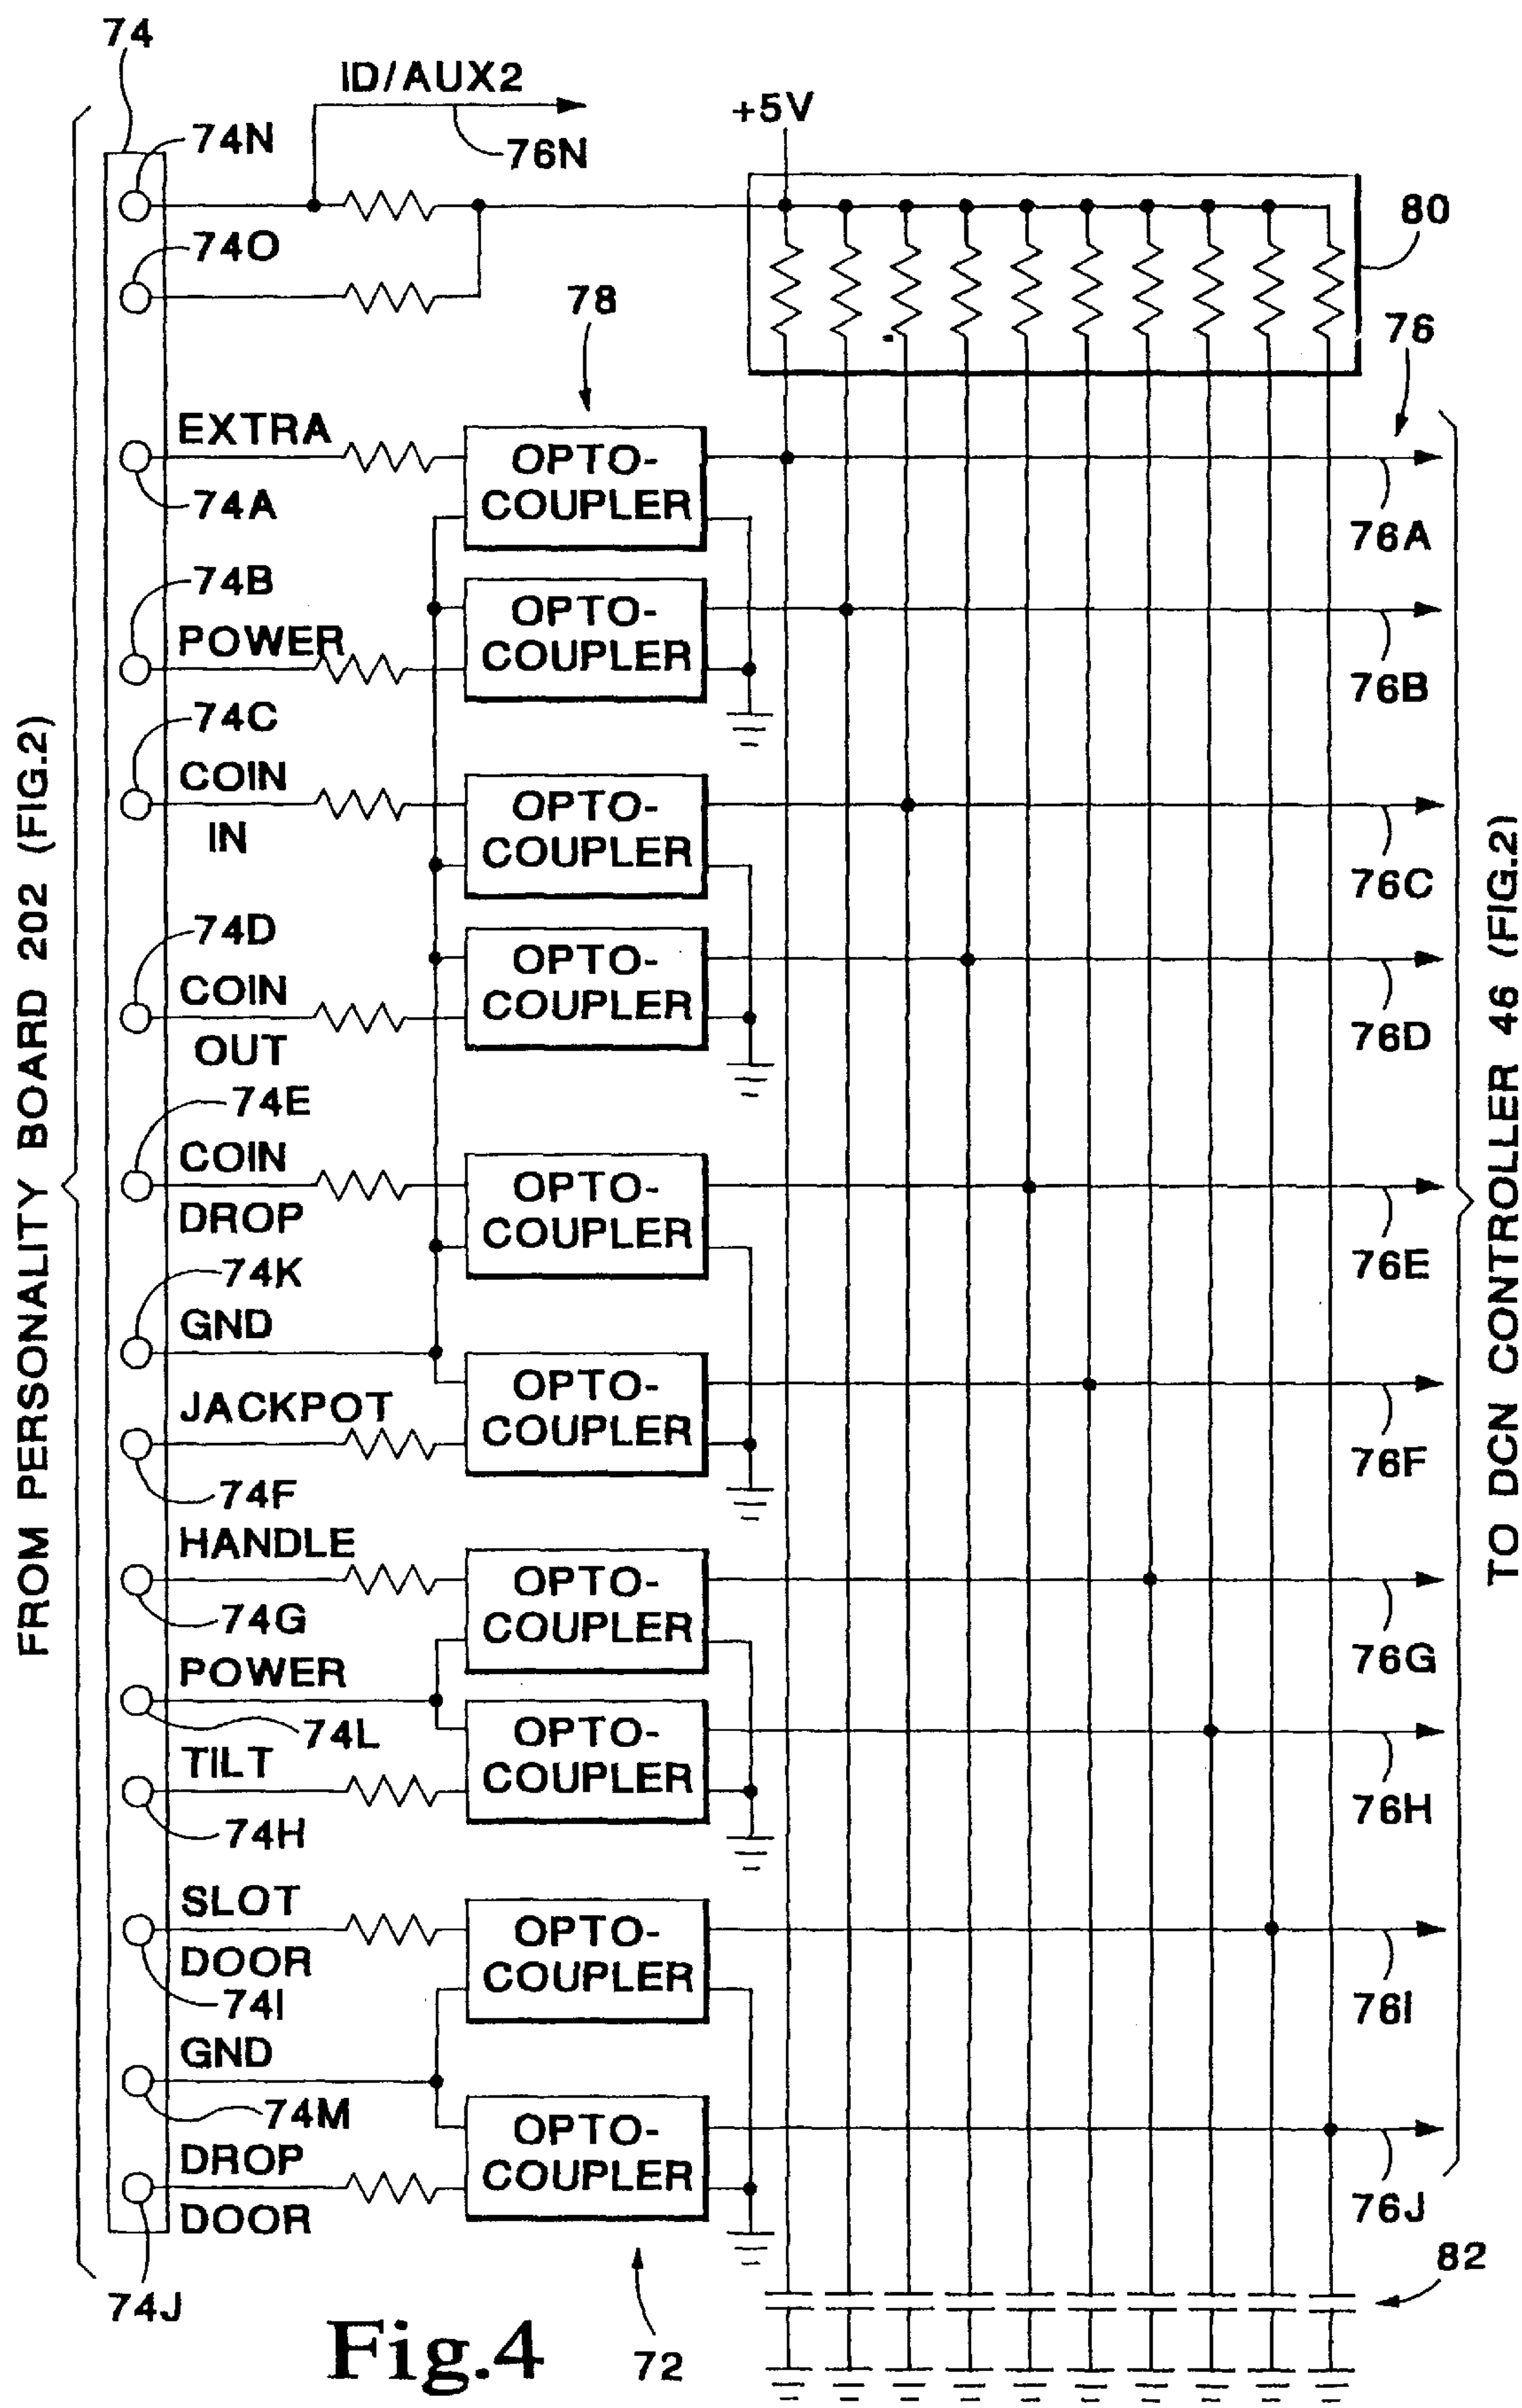 74
ID/AUX2
+5V
74N
76N
80
74O
78
76
EXTRA
OPTO-
COUPLER
74A
76A
74B
POWER
OPTO-
COUPLER
76B
74C
COIN
IN
OPTO-
COUPLER
76C
74D
COIN
OUT
OPTO-
COUPLER
76D
74E
COIN
DROP
OPTO-
COUPLER
76E
74K
GND
JACKPOT
OPTO-
COUPLER
76F
74F
HANDLE
OPTO-
COUPLER
74G
76G
POWER
74L
OPTO-
COUPLER
TILT
76H
74H
SLOT
DOOR
OPTO-
COUPLER
74I
76I
GND
74M
OPTO-
COUPLER
DROP
DOOR
76J
74J
82
72
Fig.4
FROM PERSONALITY BOARD 202 (FIG.2)
TO DCN CONTROLLER 46 (FIG.2)